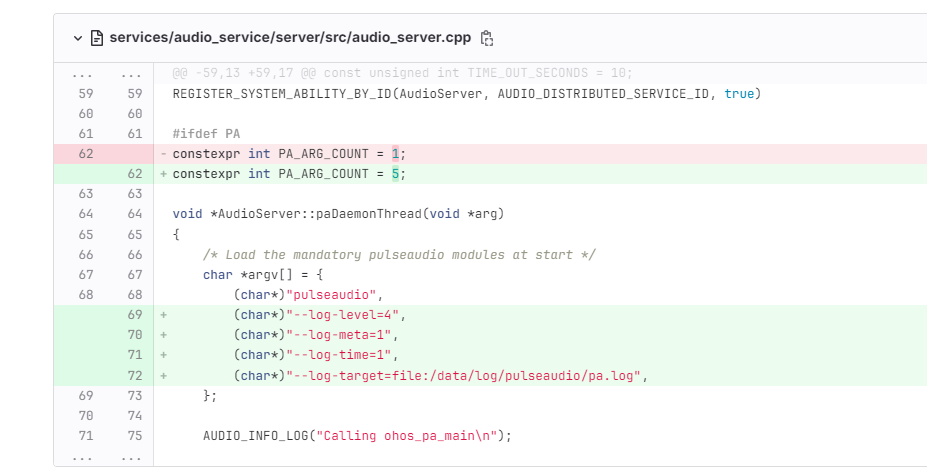 services/audio_service/server/src/audio_server.cpp
... ... @@ -59,13 +59,17 @@ const unsigned int TIME_OUT_SECONDS = 10;
59 59 REGISTER_SYSTEM_ABILITY_BY_ID(AudioServer, AUDIO_DISTRIBUTED_SERVICE_ID, true)
60 60
61 61 #ifdef PA
62 - constexpr int PA_ARG_COUNT = 1;
62 + constexpr int PA_ARG_COUNT = 5;
63 63
64 64 void *AudioServer::paDaemonThread(void *arg)
65 65 {
66 66 /* Load the mandatory pulseaudio modules at start */
67 67 char *argv[] = {
68 68 (char*)"pulseaudio",
69 + (char*)"--log-level=4",
70 + (char*)"--log-meta=1",
71 + (char*)"--log-time=1",
72 + (char*)"--log-target=file:/data/log/pulseaudio/pa.log",
69 73 };
70 74
71 75 AUDIO_INFO_LOG("Calling ohos_pa_main\n");
... ...